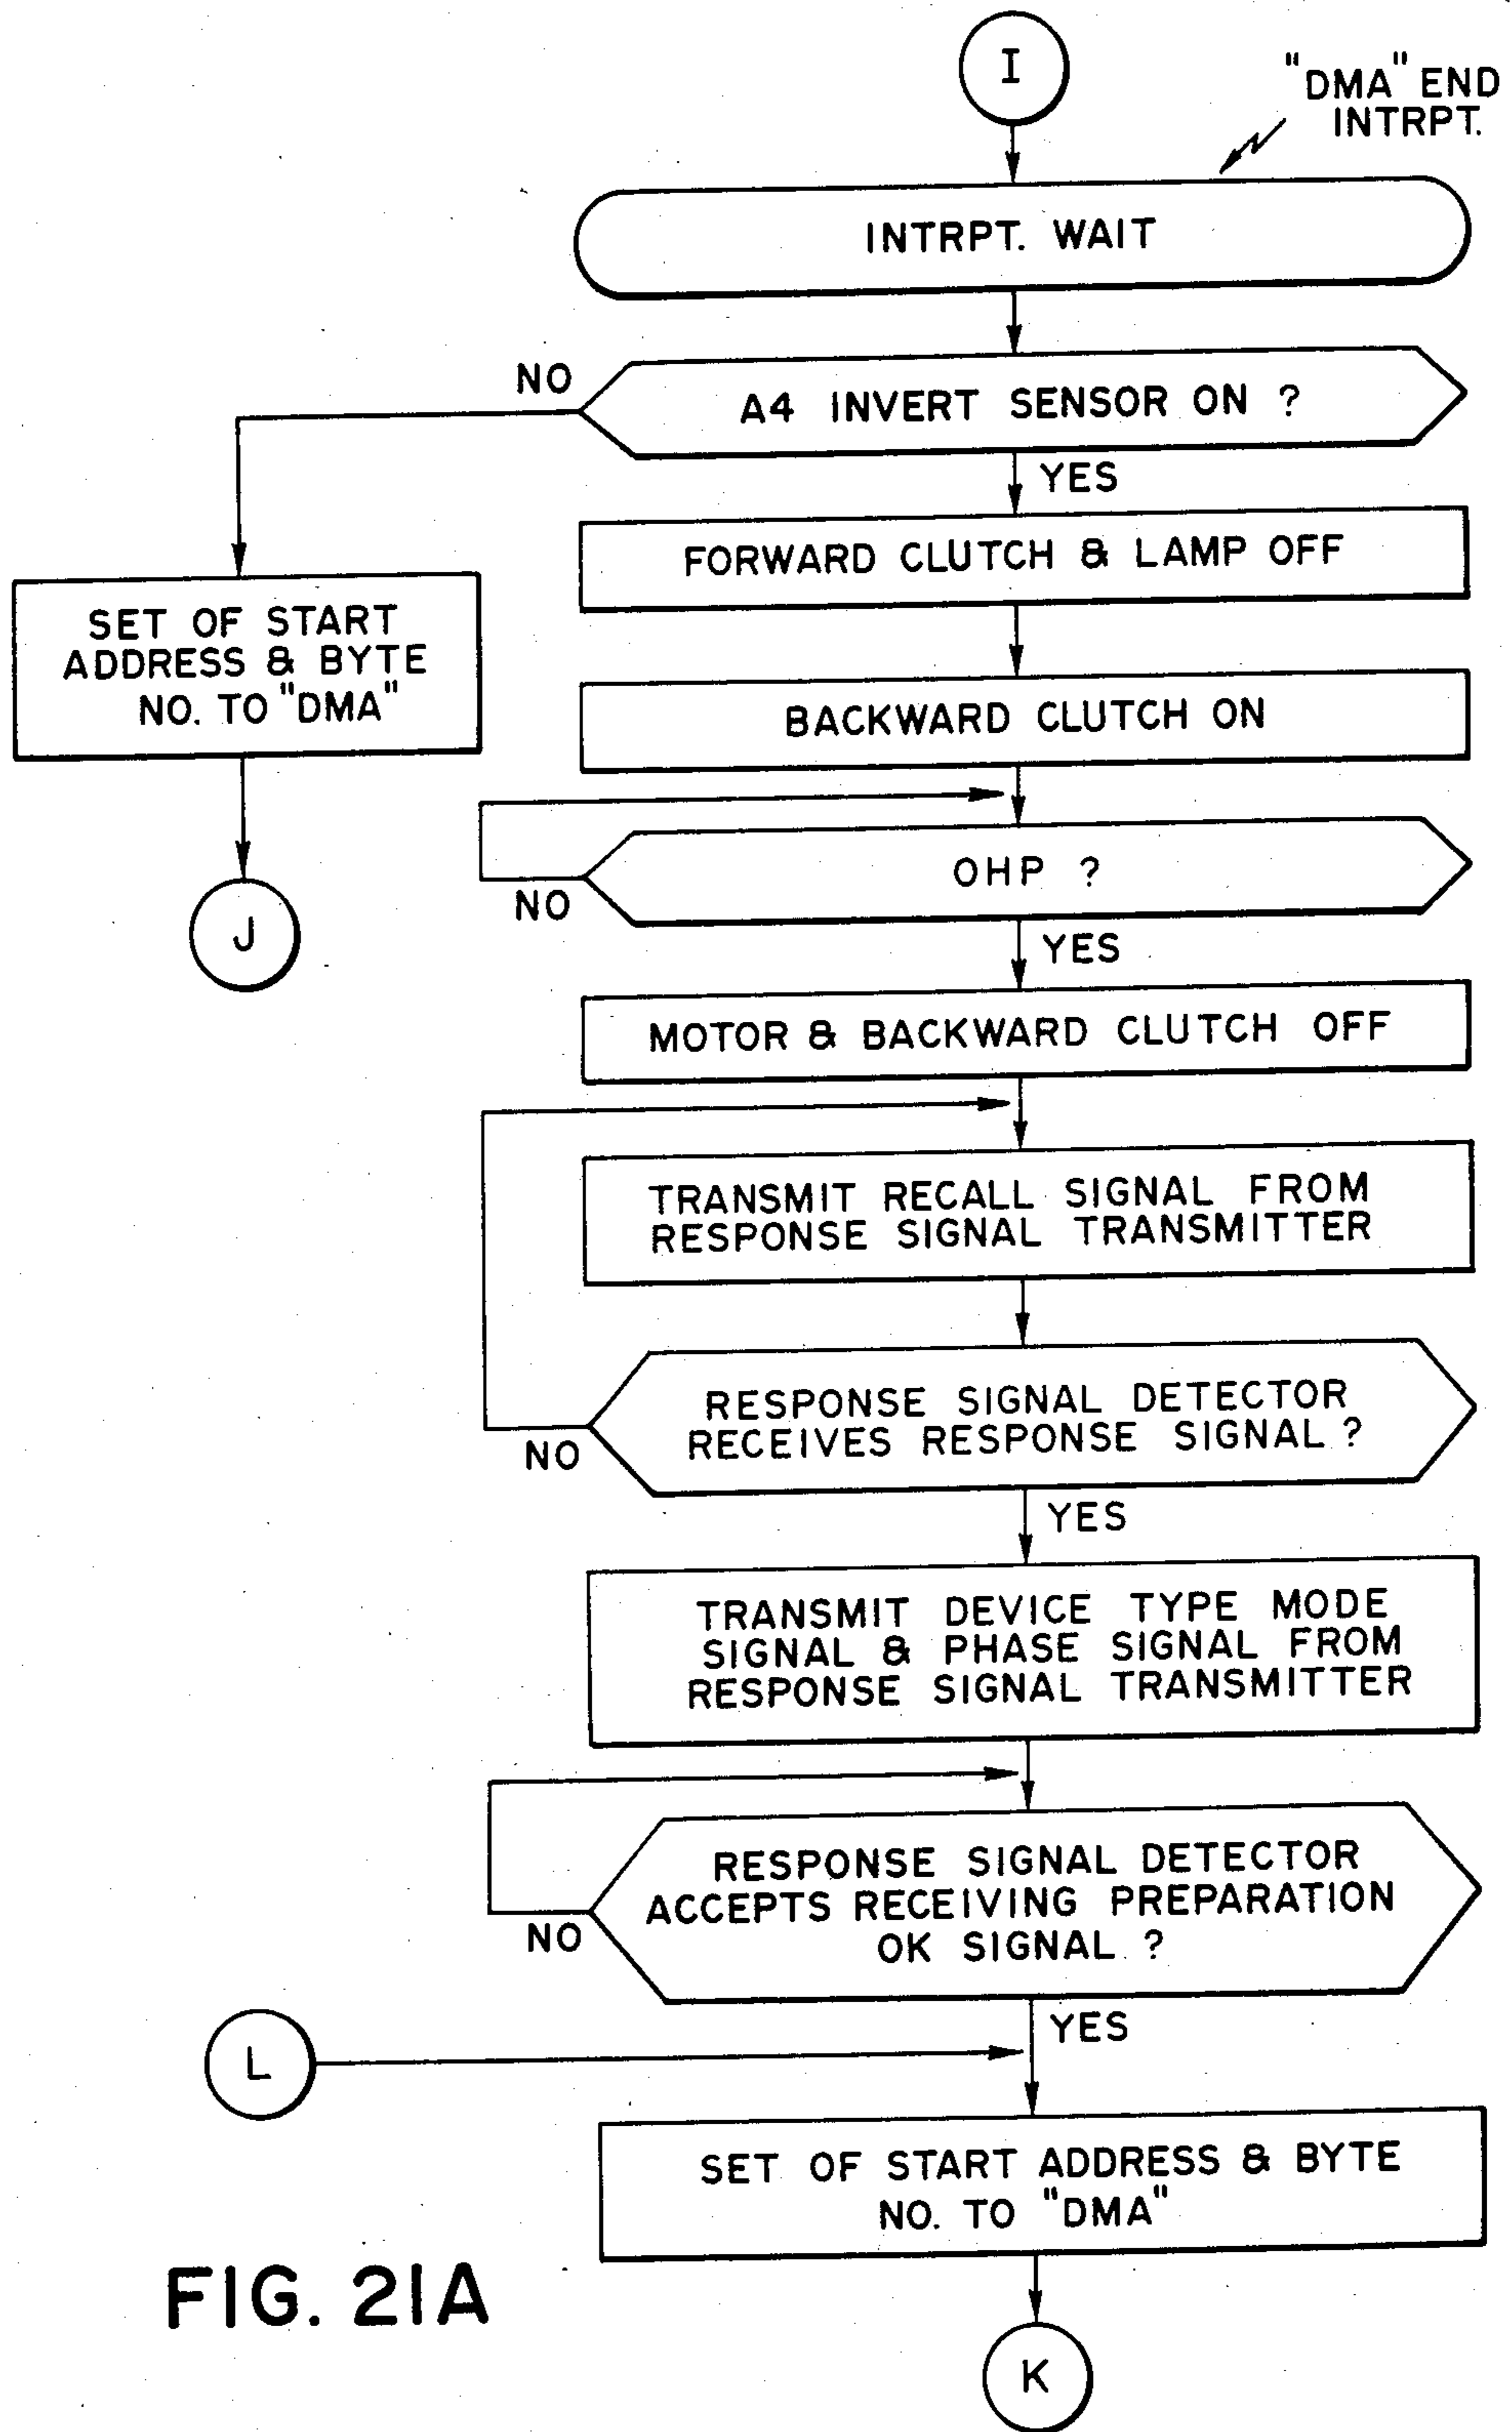 I
"DMA" END
INTRPT.
INTRPT. WAIT
NO
A4 INVERT SENSOR ON ?
YES
FORWARD CLUTCH & LAMP OFF
SET OF START
ADDRESS & BYTE
NO. TO "DMA"
BACKWARD CLUTCH ON
OHP ?
NO
J
YES
MOTOR & BACKWARD CLUTCH OFF
TRANSMIT RECALL SIGNAL FROM
RESPONSE SIGNAL TRANSMITTER
RESPONSE SIGNAL DETECTOR
RECEIVES RESPONSE SIGNAL ?
NO
YES
TRANSMIT DEVICE TYPE MODE
SIGNAL & PHASE SIGNAL FROM
RESPONSE SIGNAL TRANSMITTER
RESPONSE SIGNAL DETECTOR
ACCEPTS RECEIVING PREPARATION
OK SIGNAL ?
NO
YES
L
SET OF START ADDRESS & BYTE
NO. TO "DMA"
FIG. 21A
K